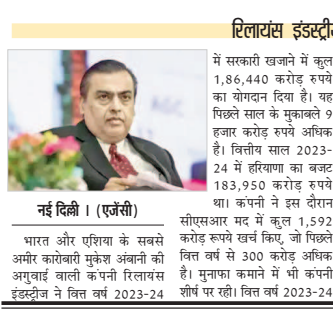 रिलायंस इंडस्ट्री
नई दिल्ली । (एजेंसी)
भारत और एशिया के सबसे
अमीर कारोबारी मुकेश अंबानी की
अगुवाई वाली कंपनी रिलायंस
इंडस्ट्रीज ने वित्त वर्ष 2023-24
में सरकारी खजाने में कुल
1,86,440 करोड़ रुपये
का योगदान दिया है। यह
पिछले साल के मुकाबले 9
हजार करोड़ रुपये अधिक
है। वित्तीय साल 2023-
24 में हरियाणा का बजट
183,950 करोड़ रुपये
था। कंपनी ने इस दौरान
सीएसआर मद में कुल 1,592
करोड़ रूपये खर्च किए, जो पिछले
वित्त वर्ष से 300 करोड़ अधिक
है। मुनाफा कमाने में भी कंपनी
शीर्ष पर रही। वित्त वर्ष 2023-24